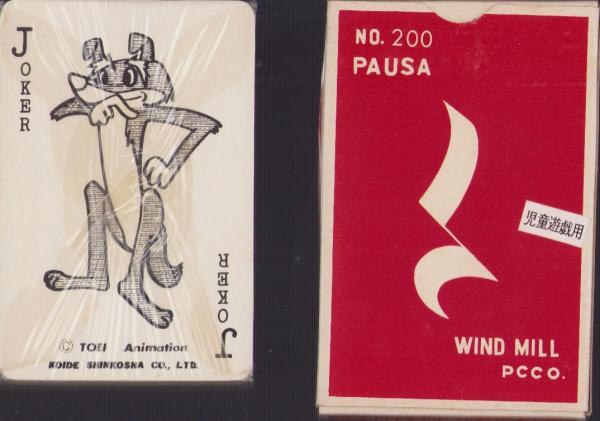 JOKER
JOKER
© TOEI Animation
KOIDE SHINKOSHA CO., LTD.
NO. 200
PAUSA
児童遊戯用
WIND MILL
PCCO.